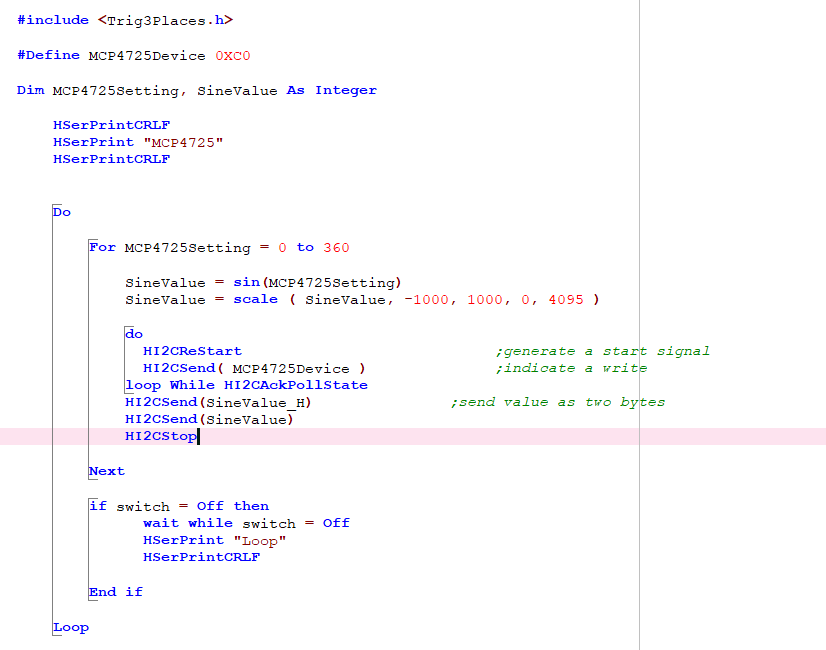 #include <Trig3Places.h>
#Define MCP4725Device 0XC0
Dim MCP4725Setting, SineValue As Integer
HSerPrintCRLF
HSerPrint "MCP4725"
HSerPrintCRLF
Do
For MCP4725Setting = 0 to 360
SineValue = sin(MCP4725Setting)
SineValue = scale ( SineValue, -1000, 1000, 0, 4095 )
do
HI2CReStart ;generate a start signal
HI2CSend( MCP4725Device ) ;indicate a write
loop While HI2CAckPollState
HI2CSend(SineValue_H) ;send value as two bytes
HI2CSend(SineValue)
HI2CStop
Next
if switch = Off then
wait while switch = Off
HSerPrint "Loop"
HSerPrintCRLF
End if
Loop